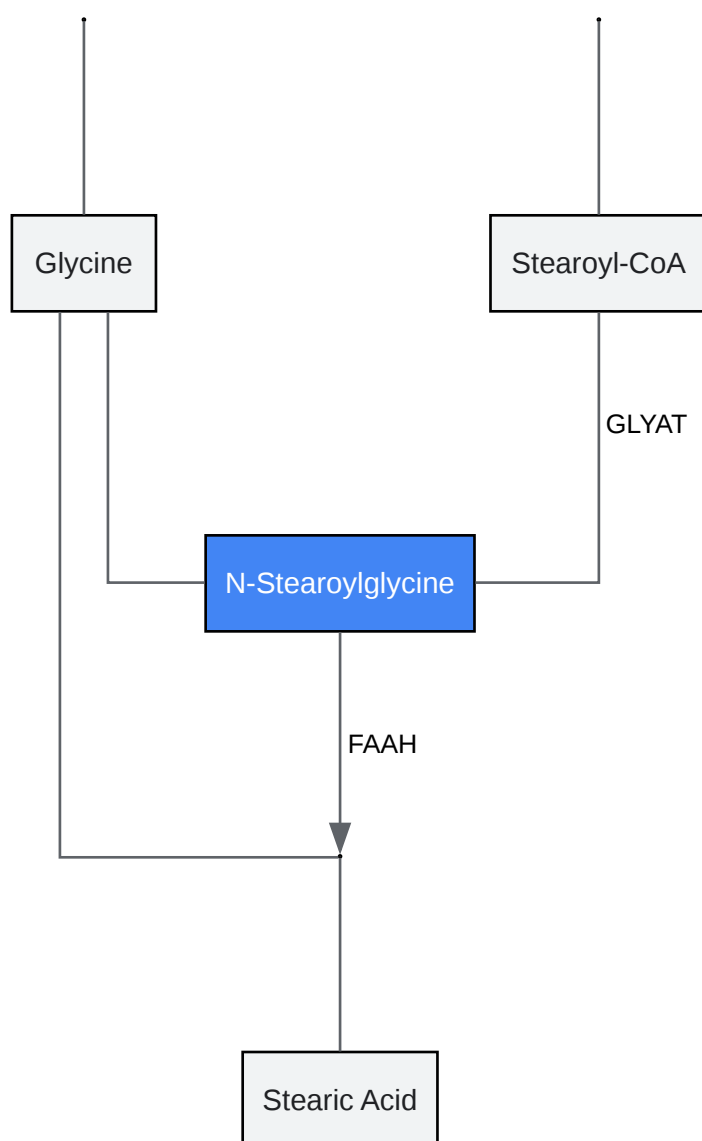 Glycine
Stearoyl-CoA
GLYAT
N-Stearoylglycine
FAAH
Stearic Acid